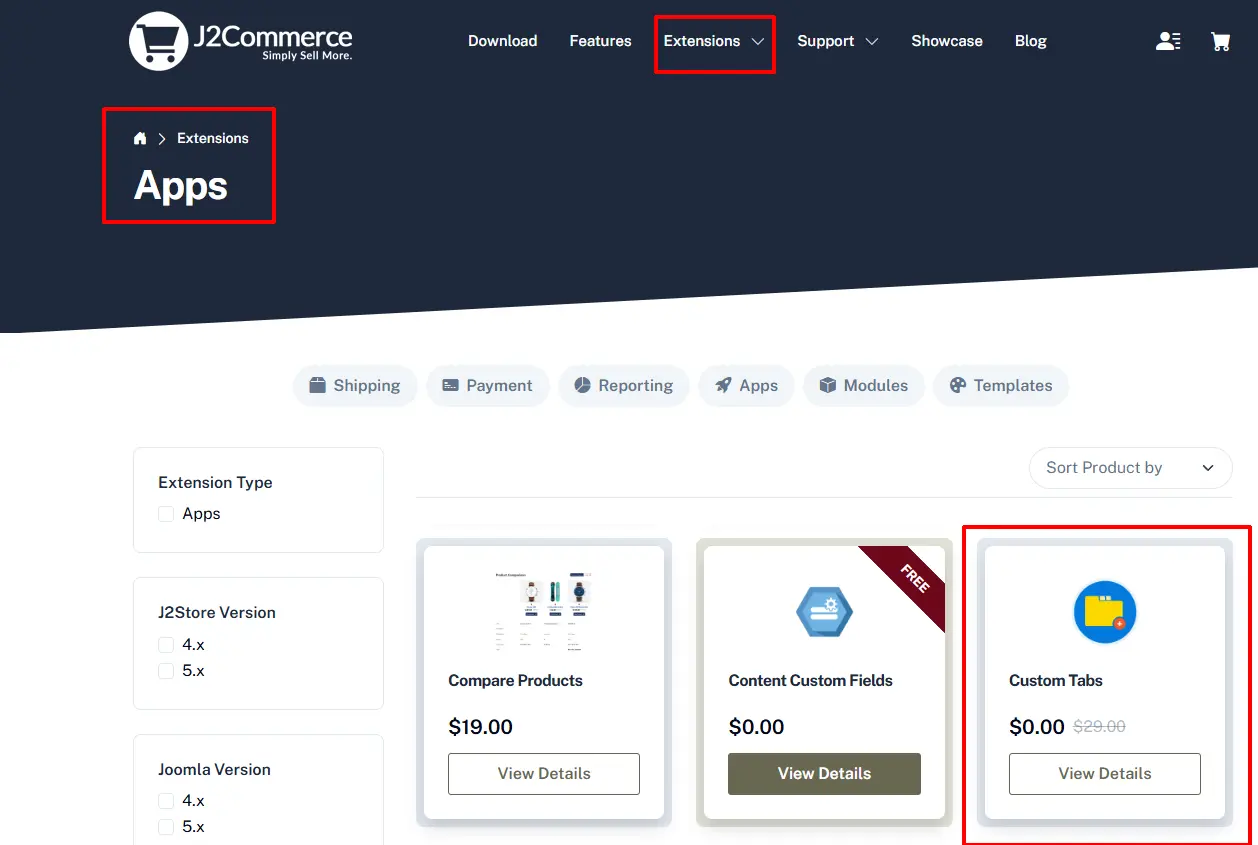 J2Commerce
Simply Sell More.
Download Features Extensions Support Showcase Blog
Extensions
Apps
Shipping Payment Reporting Apps Modules Templates
Sort Product by
Extension Type
Apps
J2Store Version
4.x
5.x
Joomla Version
4.x
5.x
Compare Products
$19.00
View Details
FREE
Content Custom Fields
$0.00
View Details
Custom Tabs
$0.00 $29.00
View Details